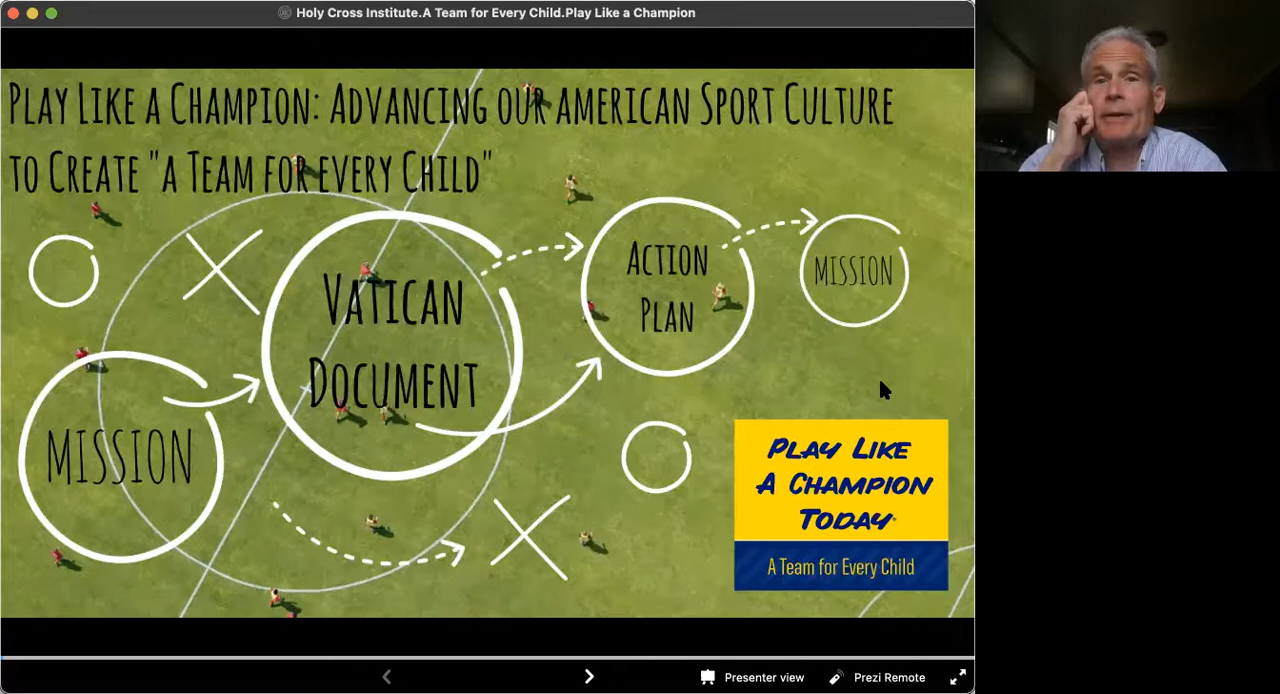 Holy Cross Institute.A Team for Every Child.Play Like a Champion
PLAY LIKE A CHAMPION: ADVANCING OUR AMERICAN SPORT CULTURE
TO CREATE "A TEAM FOR EVERY CHILD"
VATICAN
DOCUMENT
ACTION
PLAN
MISSION
MISSION
PLAY LIKE
A CHAMPION
TODAY
A Team for Every Child
Presenter view
Prezi Remote